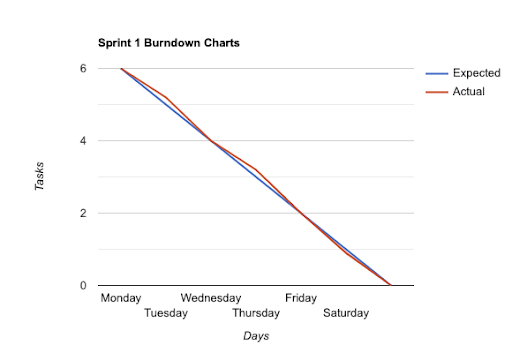 Sprint 1 Burndown Charts
6
4
2
0
Tasks
Expected
Actual
Monday
Tuesday
Wednesday
Thursday
Friday
Saturday
Days